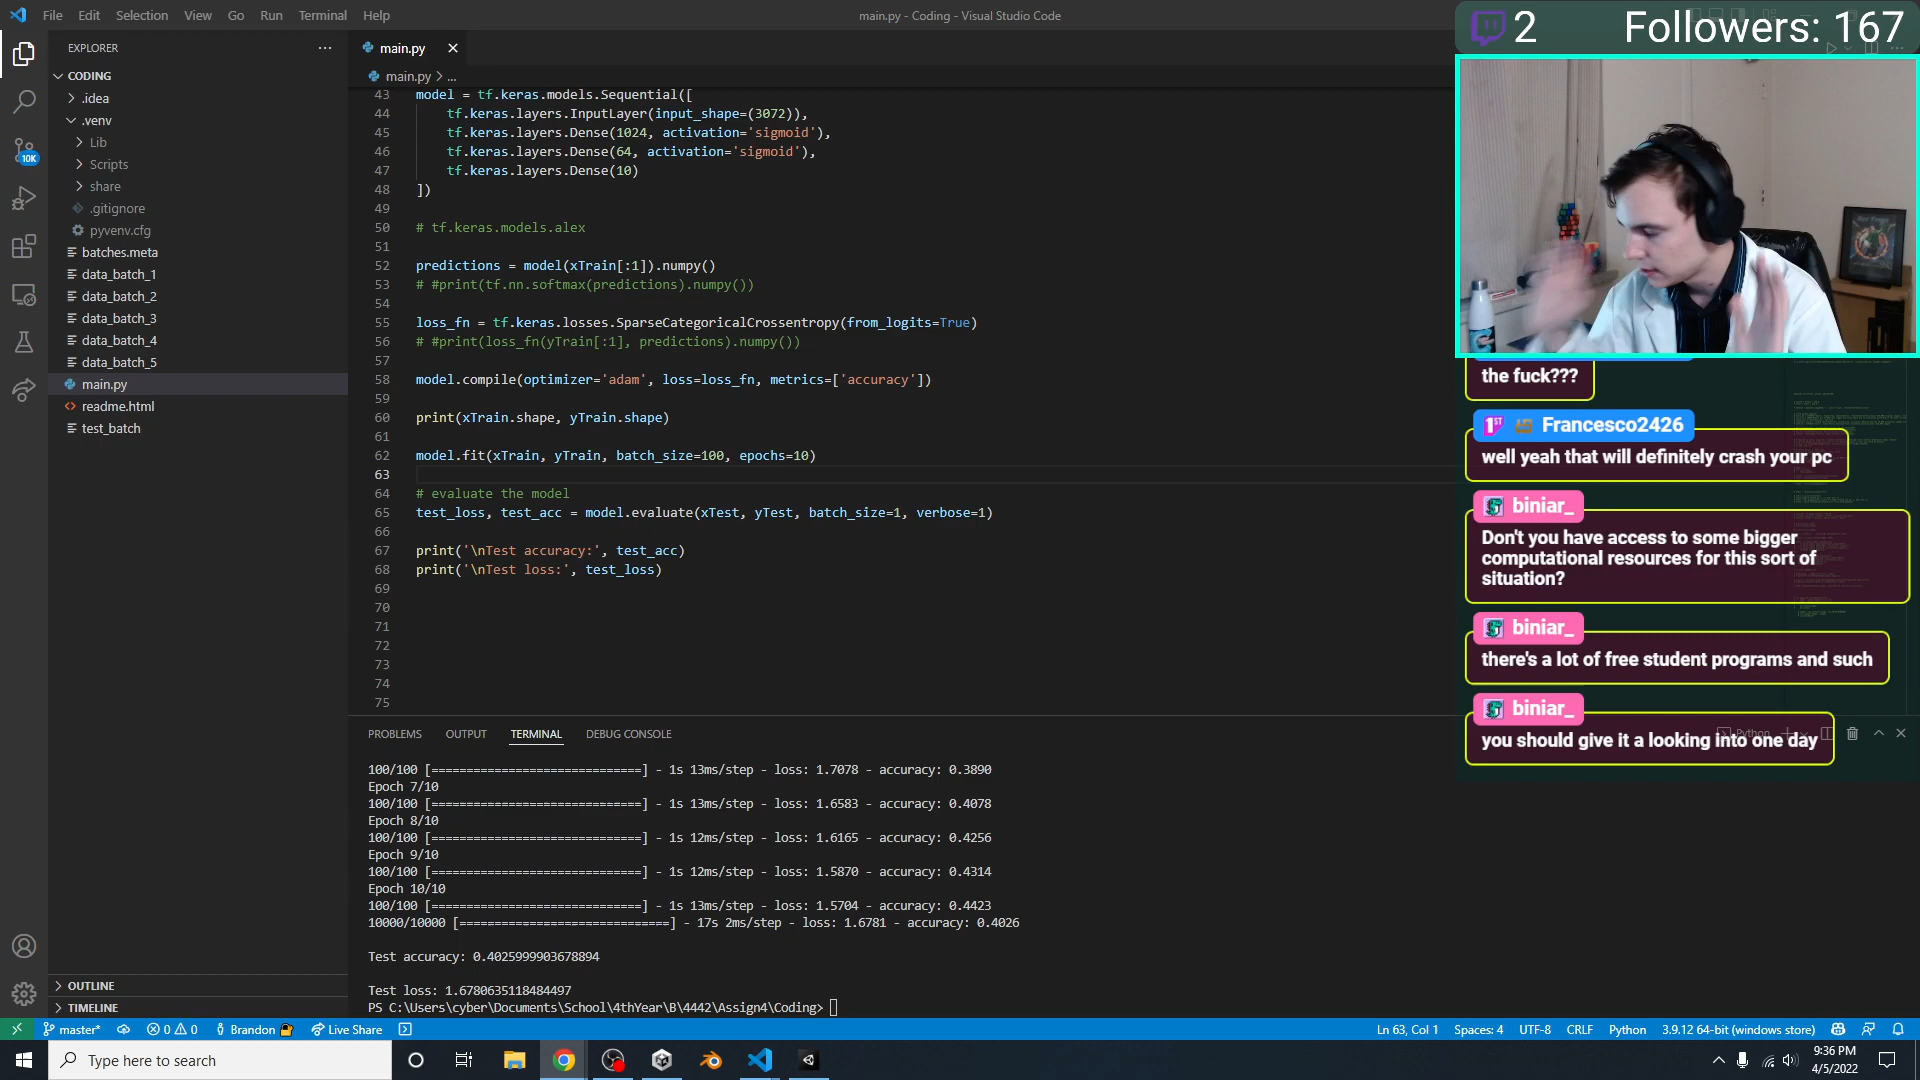 File Edit Selection View Go Run Terminal Help
main.py - Coding - Visual Studio Code
2 Followers: 167
EXPLORER
CODING
.idea
.venv
Lib
Scripts
share
.gitignore
pyvenv.cfg
batches.meta
data_batch_1
data_batch_2
data_batch_3
data_batch_4
data_batch_5
main.py
readme.html
test_batch
10K
OUTLINE
TIMELINE
main.py
main.py > ...
43 model = tf.keras.models.Sequential([
44 tf.keras.layers.InputLayer(input_shape=(3072)),
45 tf.keras.layers.Dense(1024, activation='sigmoid'),
46 tf.keras.layers.Dense(64, activation='sigmoid'),
47 tf.keras.layers.Dense(10)
48 ])
49
50 # tf.keras.models.alex
51
52 predictions = model(xTrain[:1]).numpy()
53 # #print(tf.nn.softmax(predictions).numpy())
54
55 loss_fn = tf.keras.losses.SparseCategoricalCrossentropy(from_logits=True)
56 # #print(loss_fn(yTrain[:1], predictions).numpy())
57
58 model.compile(optimizer='adam', loss=loss_fn, metrics=['accuracy'])
59
60 print(xTrain.shape, yTrain.shape)
61
62 model.fit(xTrain, yTrain, batch_size=100, epochs=10)
63
64 # evaluate the model
65 test_loss, test_acc = model.evaluate(xTest, yTest, batch_size=1, verbose=1)
66
67 print('\nTest accuracy:', test_acc)
68 print('\nTest loss:', test_loss)
69
70
71
72
73
74
75
the fuck???
1ST Francesco2426
well yeah that will definitely crash your pc
biniar_
Don't you have access to some bigger
computational resources for this sort of
situation?
biniar_
there's a lot of free student programs and such
biniar_
you should give it a looking into one day
PROBLEMS OUTPUT TERMINAL DEBUG CONSOLE
Python
100/100 [==============================] - 1s 13ms/step - loss: 1.7078 - accuracy: 0.3890
Epoch 7/10
100/100 [==============================] - 1s 13ms/step - loss: 1.6583 - accuracy: 0.4078
Epoch 8/10
100/100 [==============================] - 1s 12ms/step - loss: 1.6165 - accuracy: 0.4256
Epoch 9/10
100/100 [==============================] - 1s 12ms/step - loss: 1.5870 - accuracy: 0.4314
Epoch 10/10
100/100 [==============================] - 1s 13ms/step - loss: 1.5704 - accuracy: 0.4423
10000/10000 [==============================] - 17s 2ms/step - loss: 1.6781 - accuracy: 0.4026
Test accuracy: 0.4025999903678894
Test loss: 1.6780635118484497
PS C:\Users\cyber\Documents\School\4thYear\B\4442\Assign4\Coding>
master* 0 0 Brandon Live Share
Ln 63, Col 1 Spaces: 4 UTF-8 CRLF Python 3.9.12 64-bit (windows store)
Type here to search
9:36 PM
4/5/2022